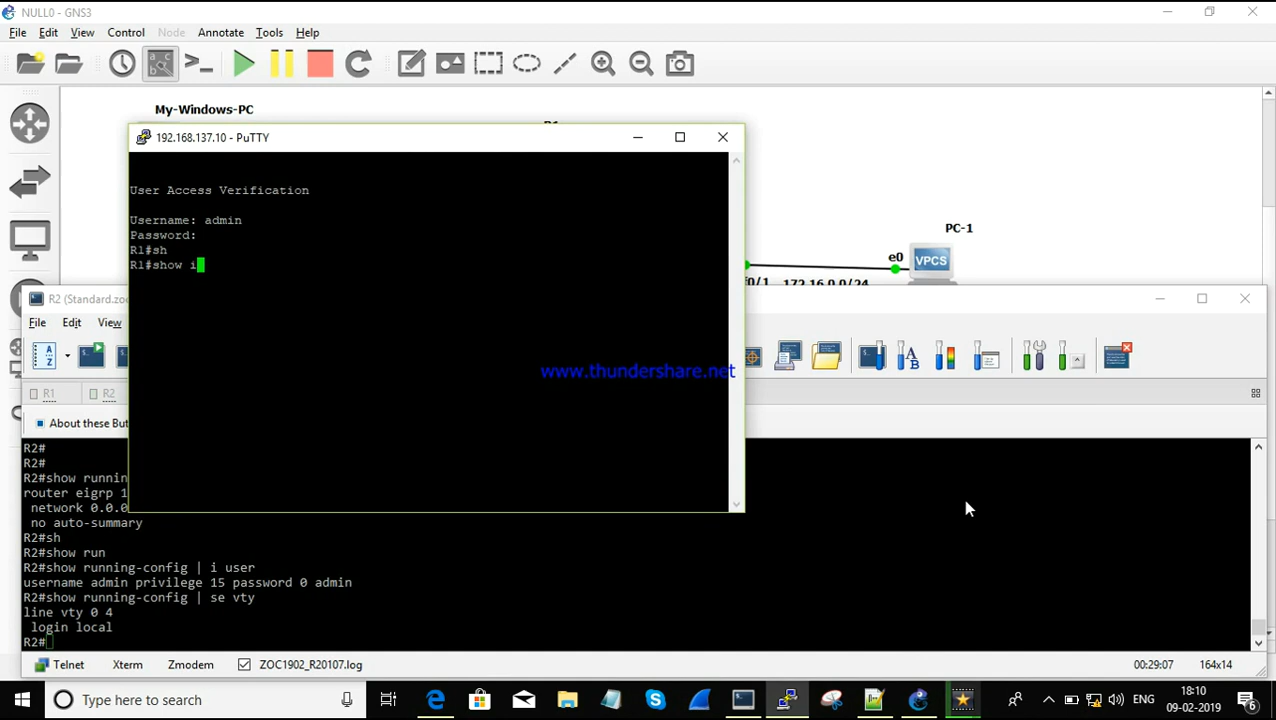 NULL0 - GNS3
File Edit View Control Node Annotate Tools Help
My-Windows-PC
192.168.137.10 - PuTTY
User Access Verification
Username: admin
Password:
R1#sh
R1#show i
PC-1
e0
VPCS
f0/1 172.16.0.0/24
www.thundershare.net
R2 (Standard.zoc
File Edit View
R1 R2
About these But
R2#
R2#
R2#show runnin
router eigrp 1
network 0.0.0
no auto-summary
R2#sh
R2#show run
R2#show running-config | i user
username admin privilege 15 password 0 admin
R2#show running-config | se vty
line vty 0 4
login local
R2#
Telnet Xterm Zmodem ZOC1902_R20107.log 00:29:07 164x14
Type here to search
ENG
18:10
09-02-2019
6